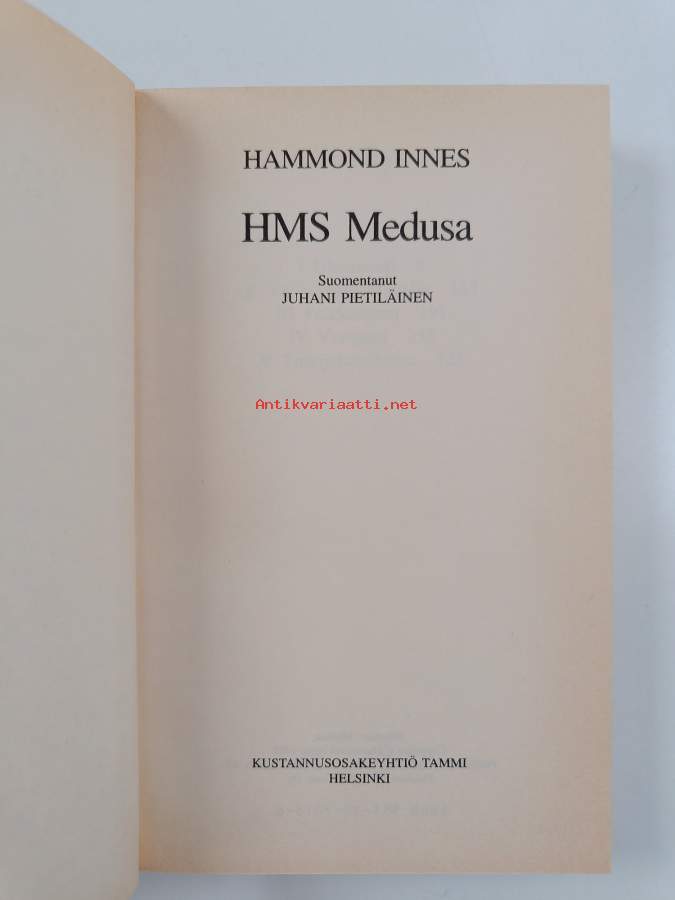 HAMMOND INNES
HMS Medusa
Suomentanut
JUHANI PIETILÄINEN
Antikvariaatti.net
KUSTANNUSOSAKEYHTIÖ TAMMI
HELSINKI